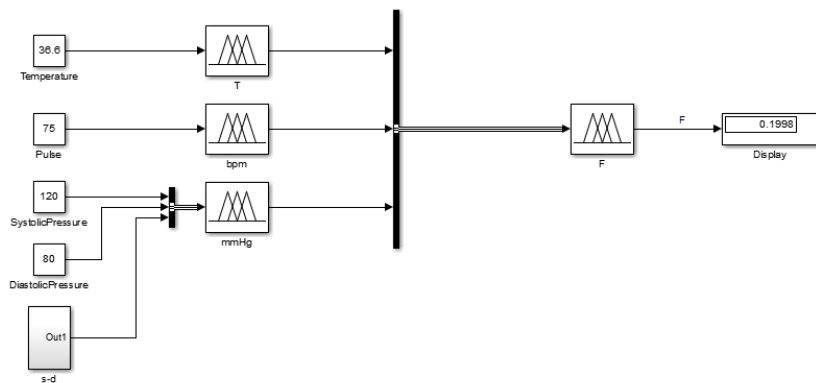 36.6
Temperature
T
75
Pulse
bpm
F
F
0.1998
Display
120
SystolicPressure
mmHg
80
DiastolicPressure
Out1
s-d